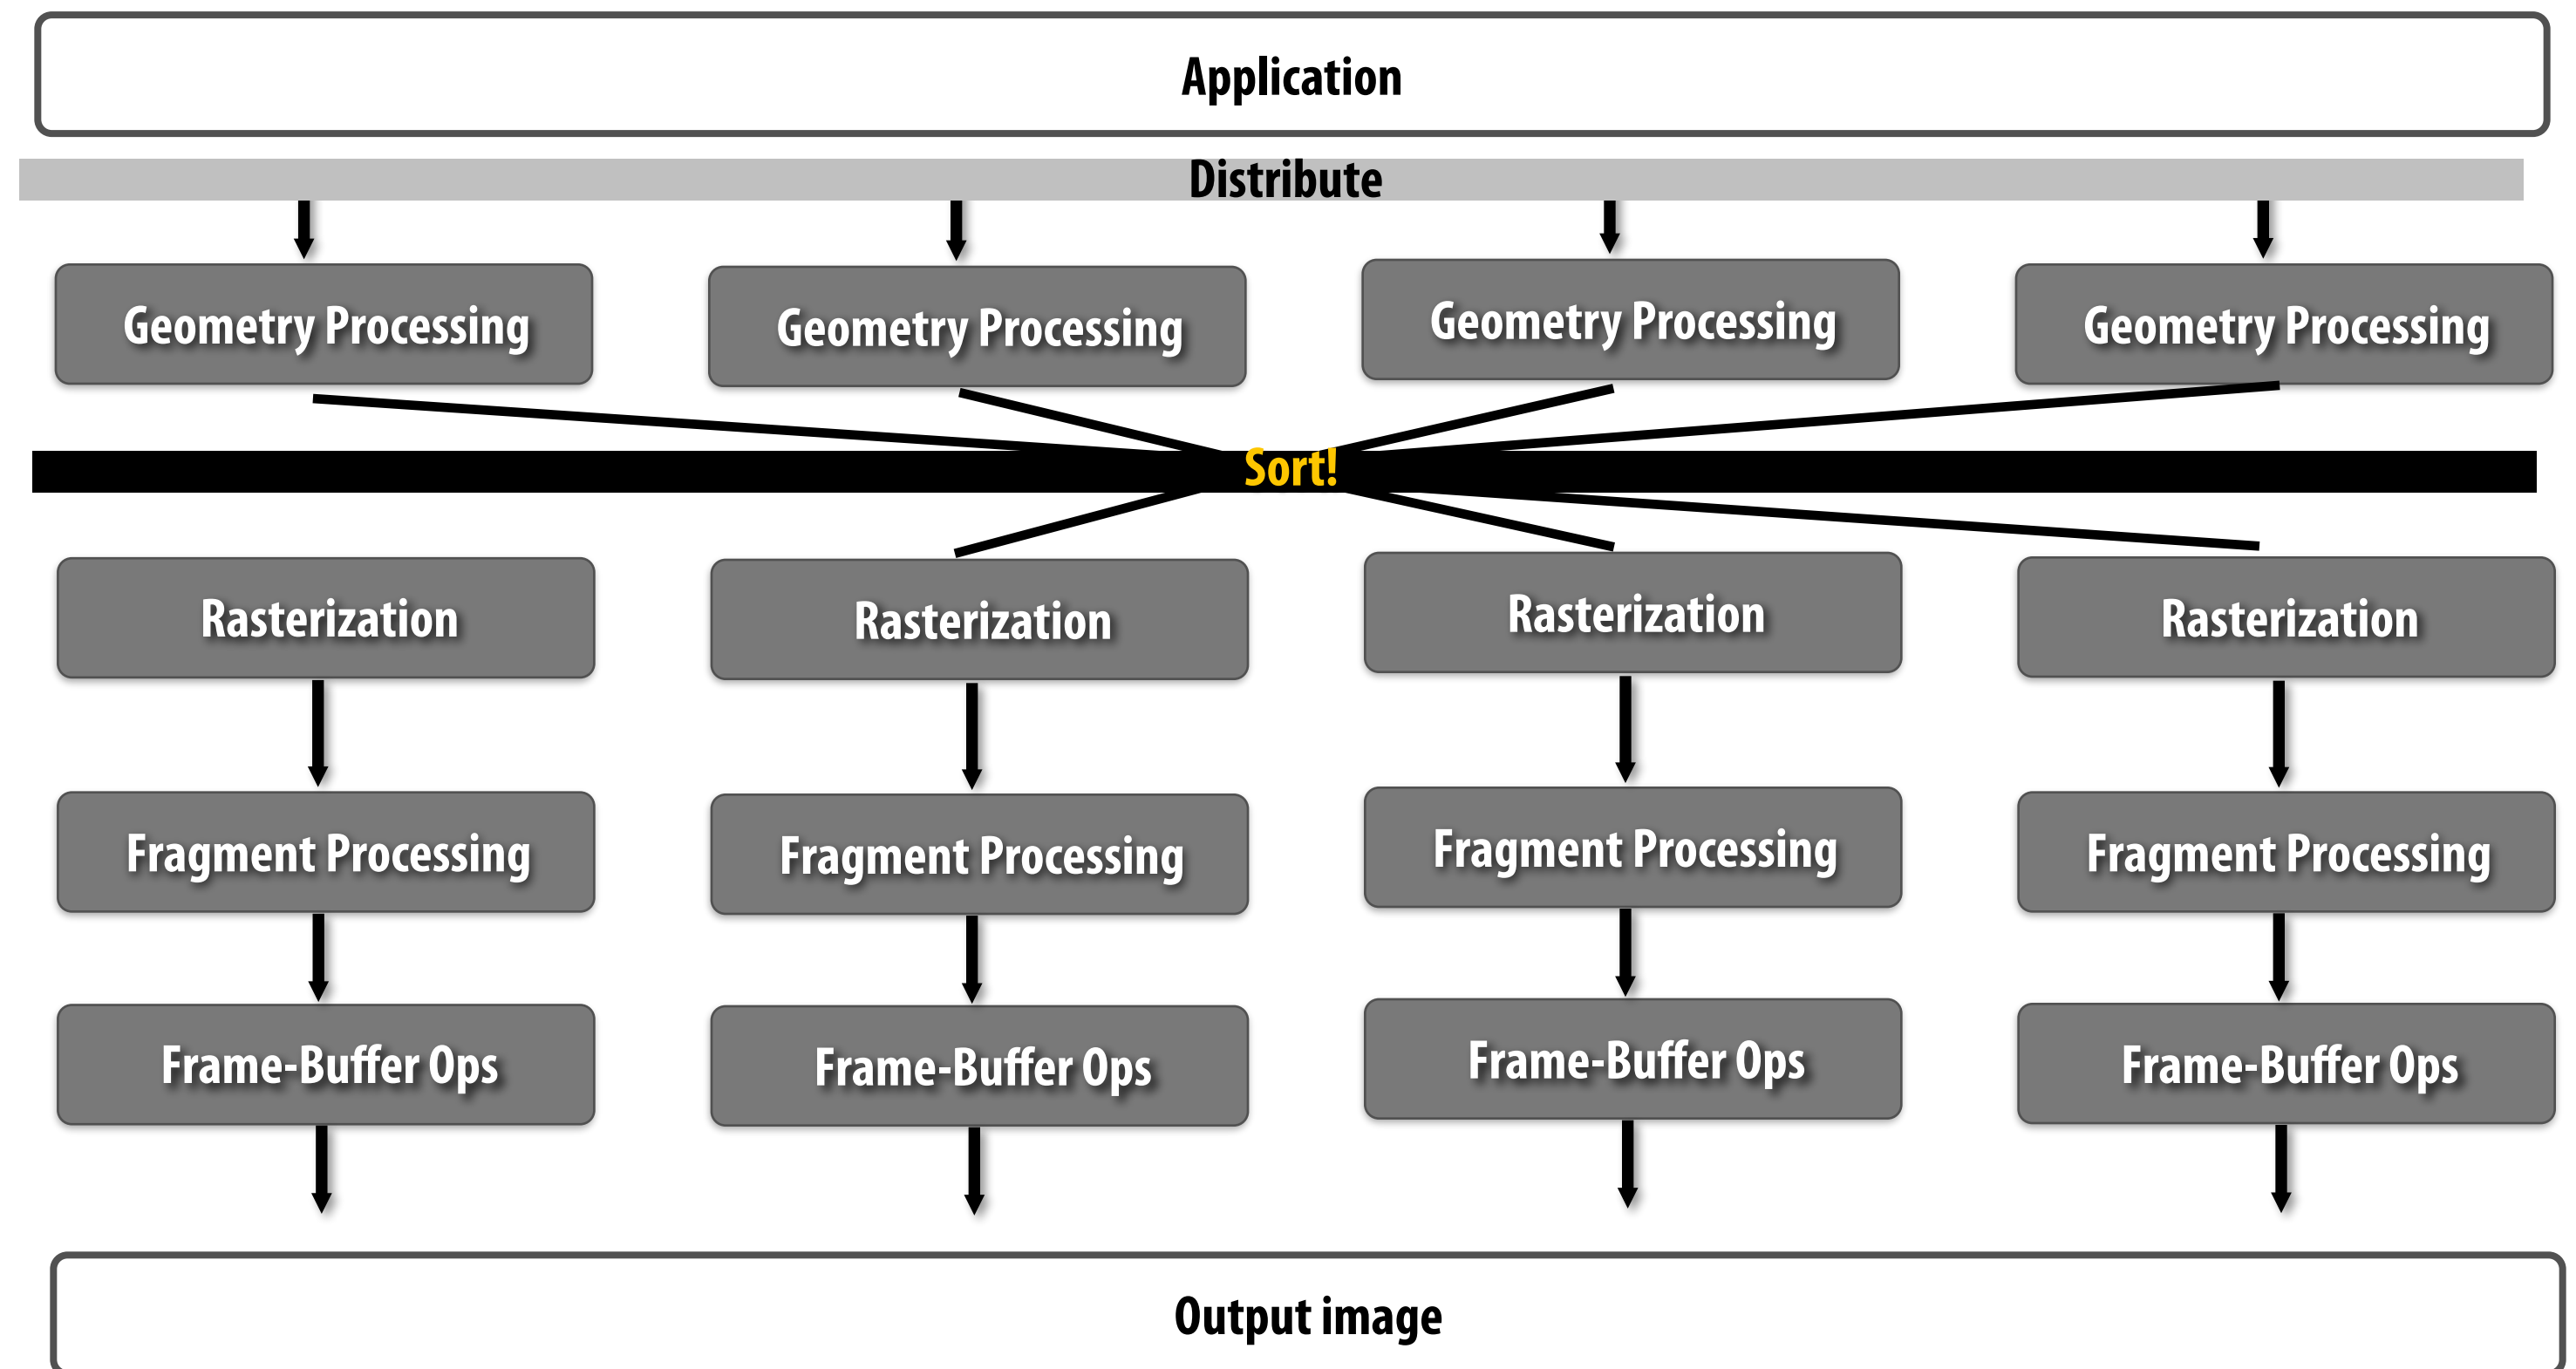 Application
Distribute
Geometry Processing
Geometry Processing
Geometry Processing
Geometry Processing
Sort!
Rasterization
Rasterization
Rasterization
Rasterization
Fragment Processing
Fragment Processing
Fragment Processing
Fragment Processing
Frame-Buffer Ops
Frame-Buffer Ops
Frame-Buffer Ops
Frame-Buffer Ops
Output image